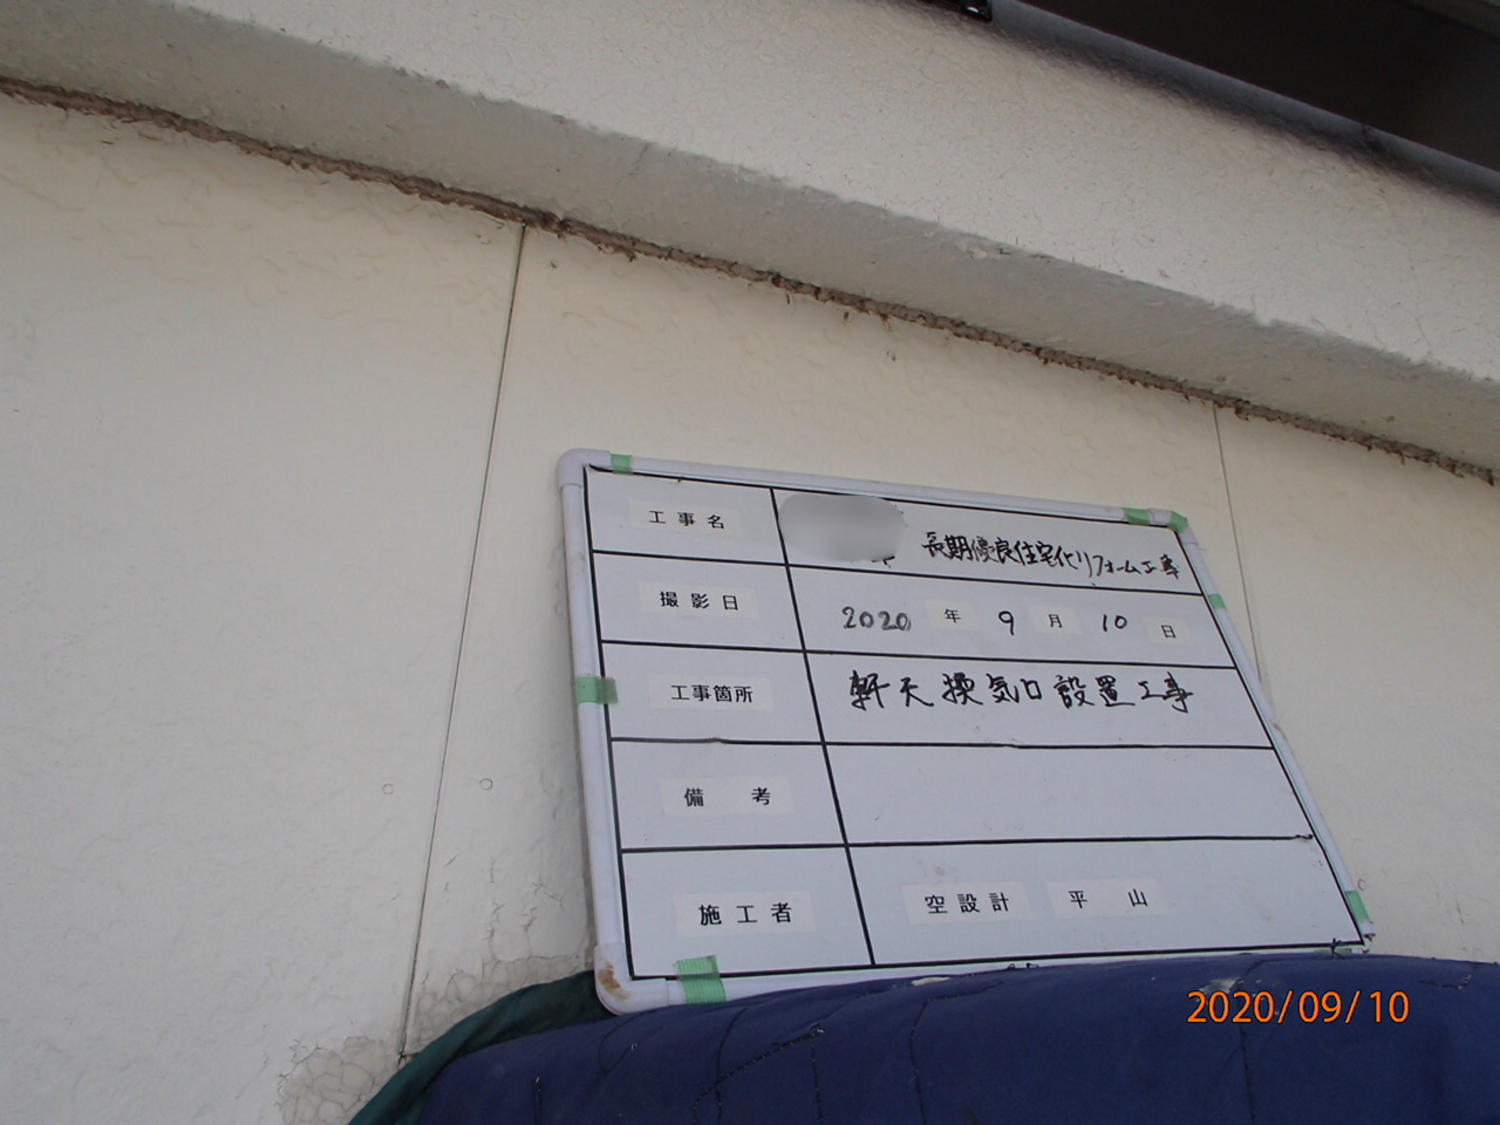 工事名 長期優良住宅化リフォーム工事
撮影日 2020 年 9 月 10 日
工事箇所 軒天換気口設置工事
備 考
施工者 空設計 平 山
2020/09/10